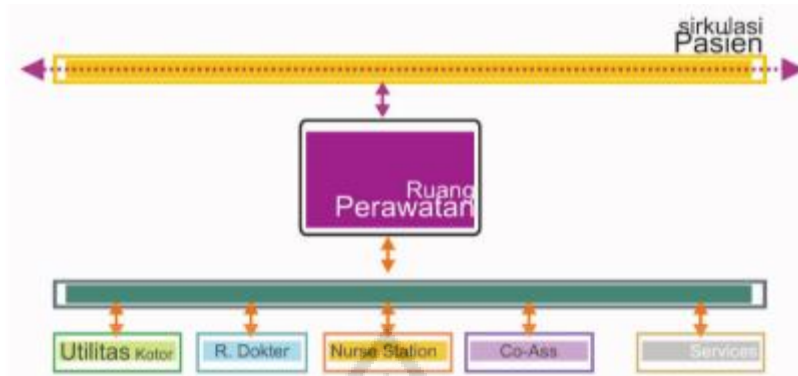 sirkulasi
Pasien
Ruang
Perawatan
Utilitas Kotor
R. Dokter
Nurse Station
Co-Ass
Services